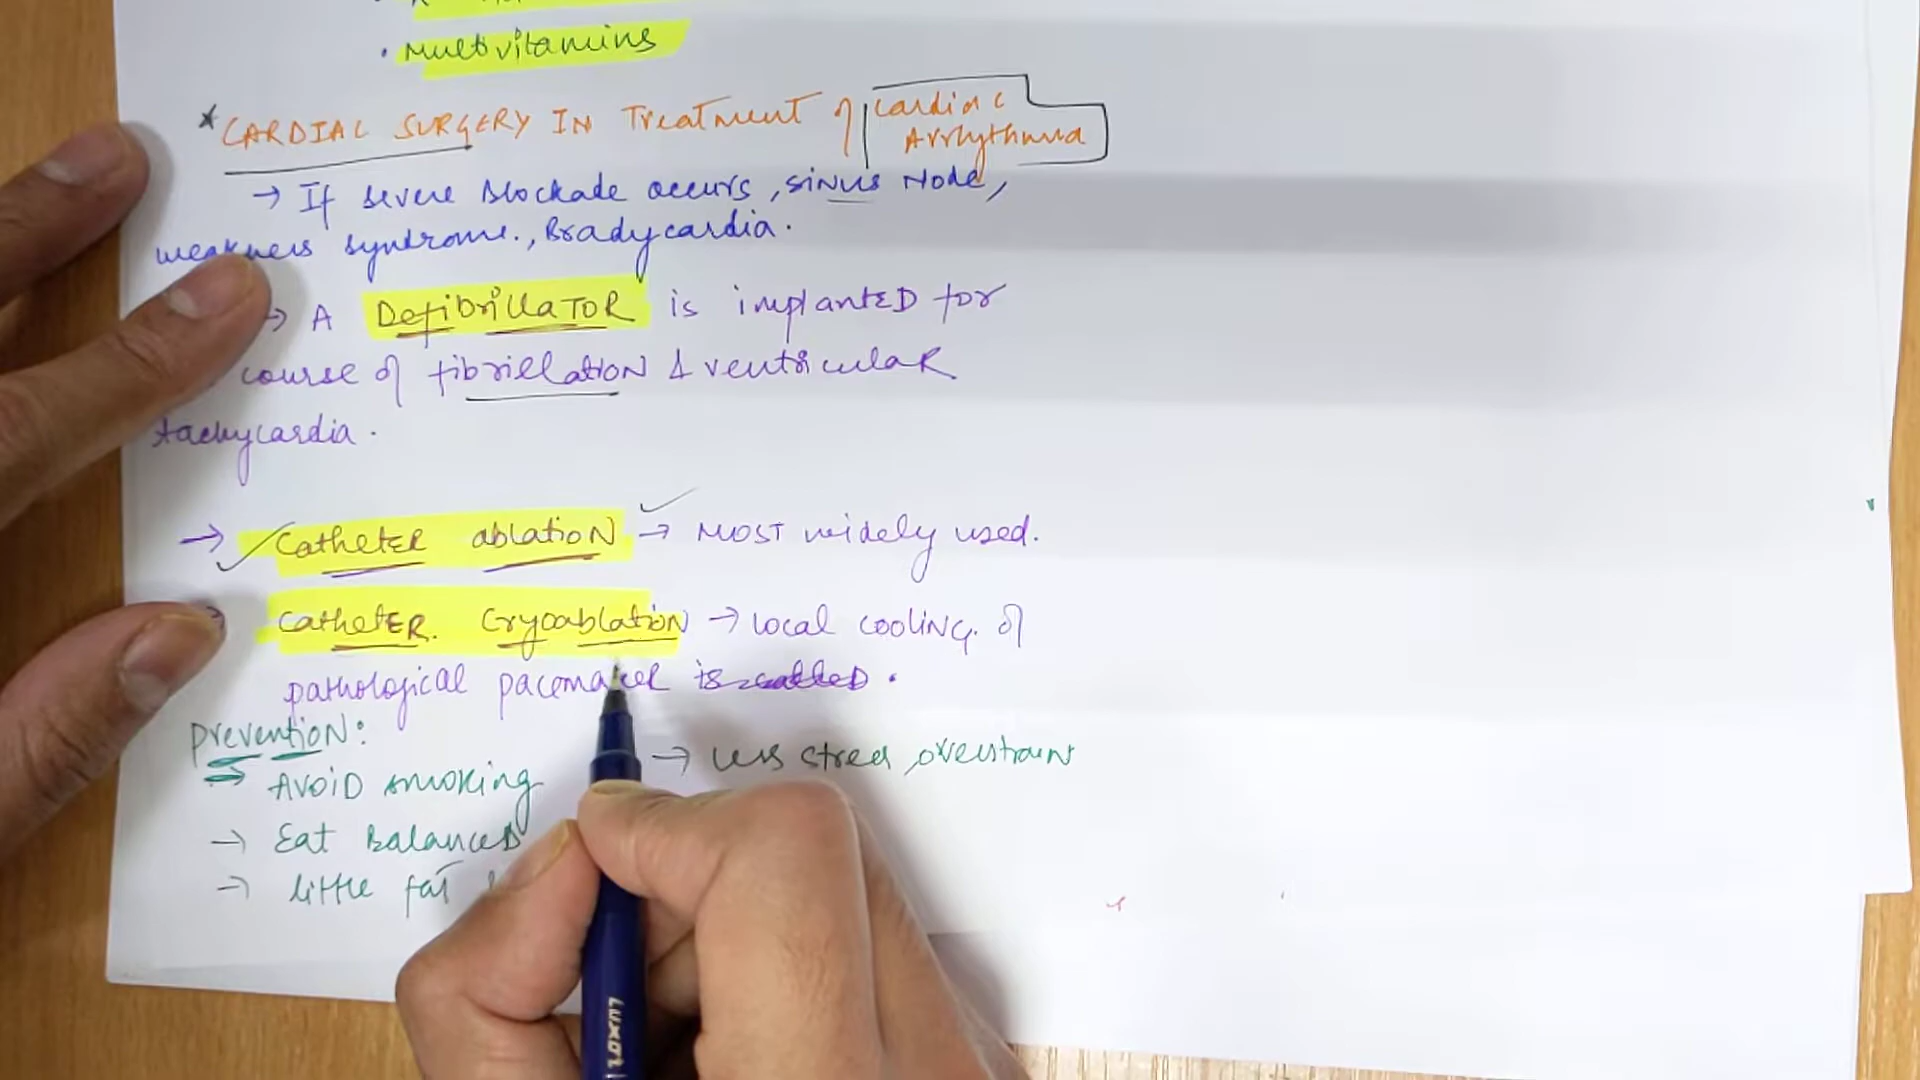 • Multivitamins
* CARDIAL SURGERY IN Treatment of Cardiac
Arrhythmia
→ If severe Blockade occurs, sinus Node,
weakness syndrome., Bradycardia.
→ A DefibrillaTOR is implantED for
course of fibrillatioN & ventricular
tachycardia.
→ CatheteR ablatioN → MOST widely used.
→ CatheteR. Cryoablation → local cooling. of
pathological pacemaker is called.
Prevention:
→ AVOID smoking
→ less stress, overstrain
→ Eat BalanceD
→ little fat
LUXOR